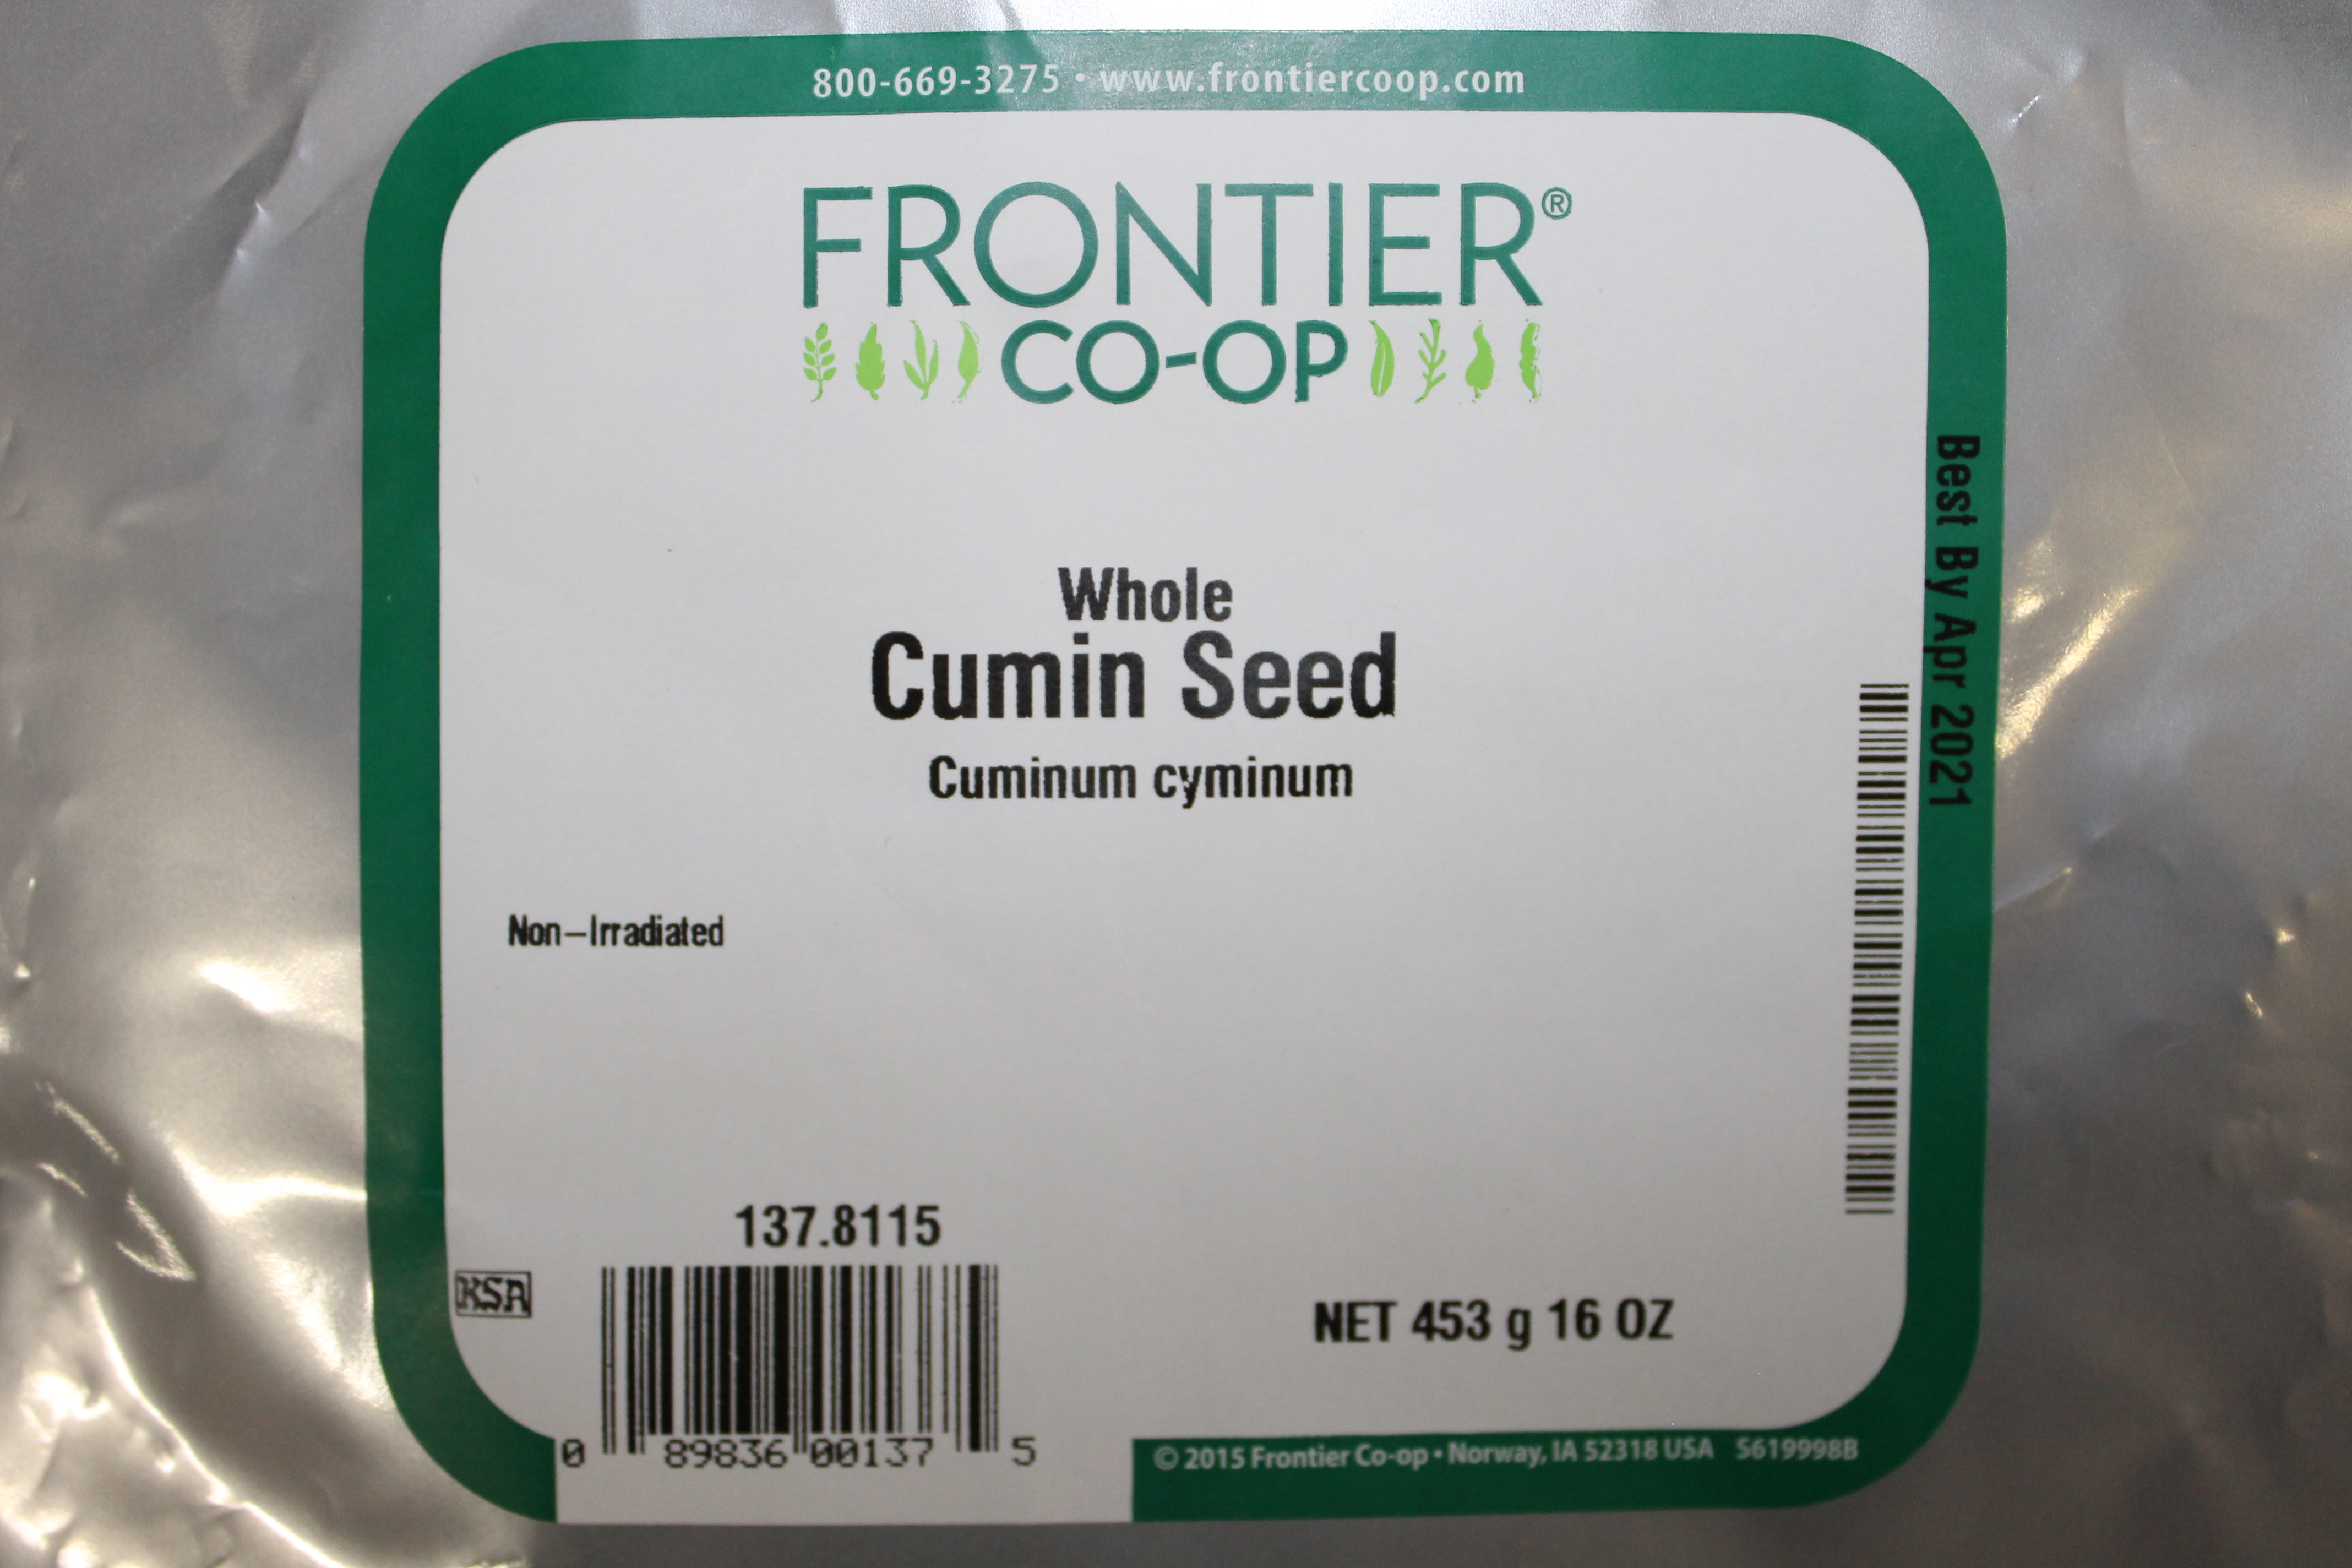 800-669-3275 • www.frontiercoop.com
FRONTIER®
CO-OP
Whole
Cumin Seed
Cuminum cyminum
Non–Irradiated
Best By Apr 2021
137.8115
KSA
0 89836 00137 5
NET 453 g 16 OZ
© 2015 Frontier Co-op • Norway, IA 52318 USA S619998B